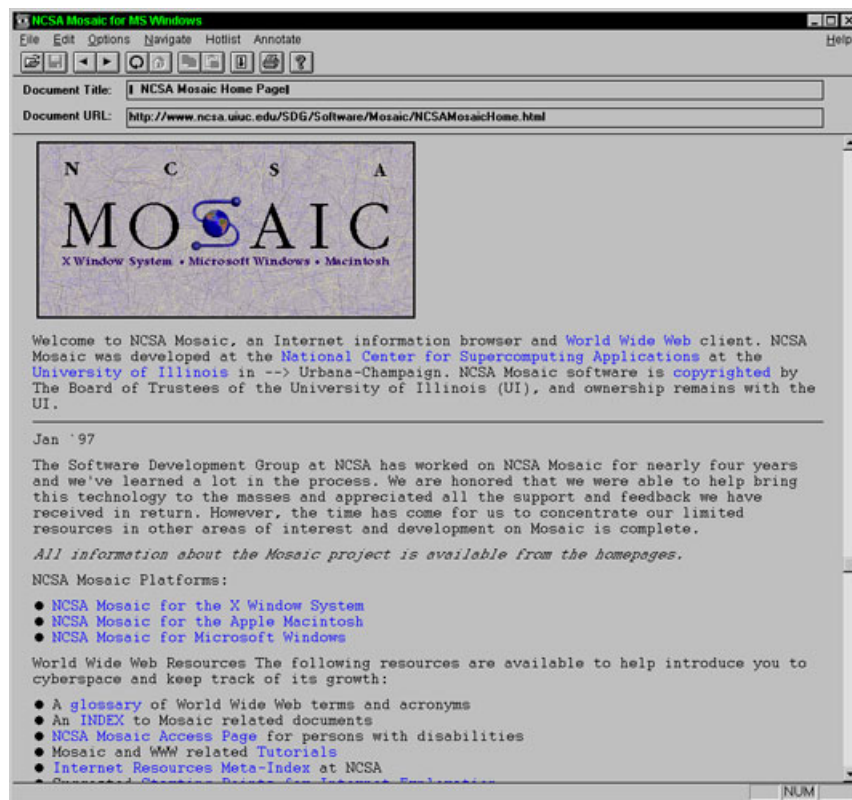 NCSA Mosaic for MS Windows
File Edit Options Navigate Hotlist Annotate Help
Document Title: NCSA Mosaic Home Page
Document URL: http://www.ncsa.uiuc.edu/SDG/Software/Mosaic/NCSAMosaicHome.html
N C S A
MOSAIC
X Window System • Microsoft Windows • Macintosh
Welcome to NCSA Mosaic, an Internet information browser and World Wide Web client. NCSA
Mosaic was developed at the National Center for Supercomputing Applications at the
University of Illinois in --> Urbana-Champaign. NCSA Mosaic software is copyrighted by
The Board of Trustees of the University of Illinois (UI), and ownership remains with the
UI.
Jan `97
The Software Development Group at NCSA has worked on NCSA Mosaic for nearly four years
and we've learned a lot in the process. We are honored that we were able to help bring
this technology to the masses and appreciated all the support and feedback we have
received in return. However, the time has come for us to concentrate our limited
resources in other areas of interest and development on Mosaic is complete.
All information about the Mosaic project is available from the homepages.
NCSA Mosaic Platforms:
● NCSA Mosaic for the X Window System
● NCSA Mosaic for the Apple Macintosh
● NCSA Mosaic for Microsoft Windows
World Wide Web Resources The following resources are available to help introduce you to
cyberspace and keep track of its growth:
● A glossary of World Wide Web terms and acronyms
● An INDEX to Mosaic related documents
● NCSA Mosaic Access Page for persons with disabilities
● Mosaic and WWW related Tutorials
● Internet Resources Meta-Index at NCSA
● Suggested Starting Points for Internet Exploration
NUM